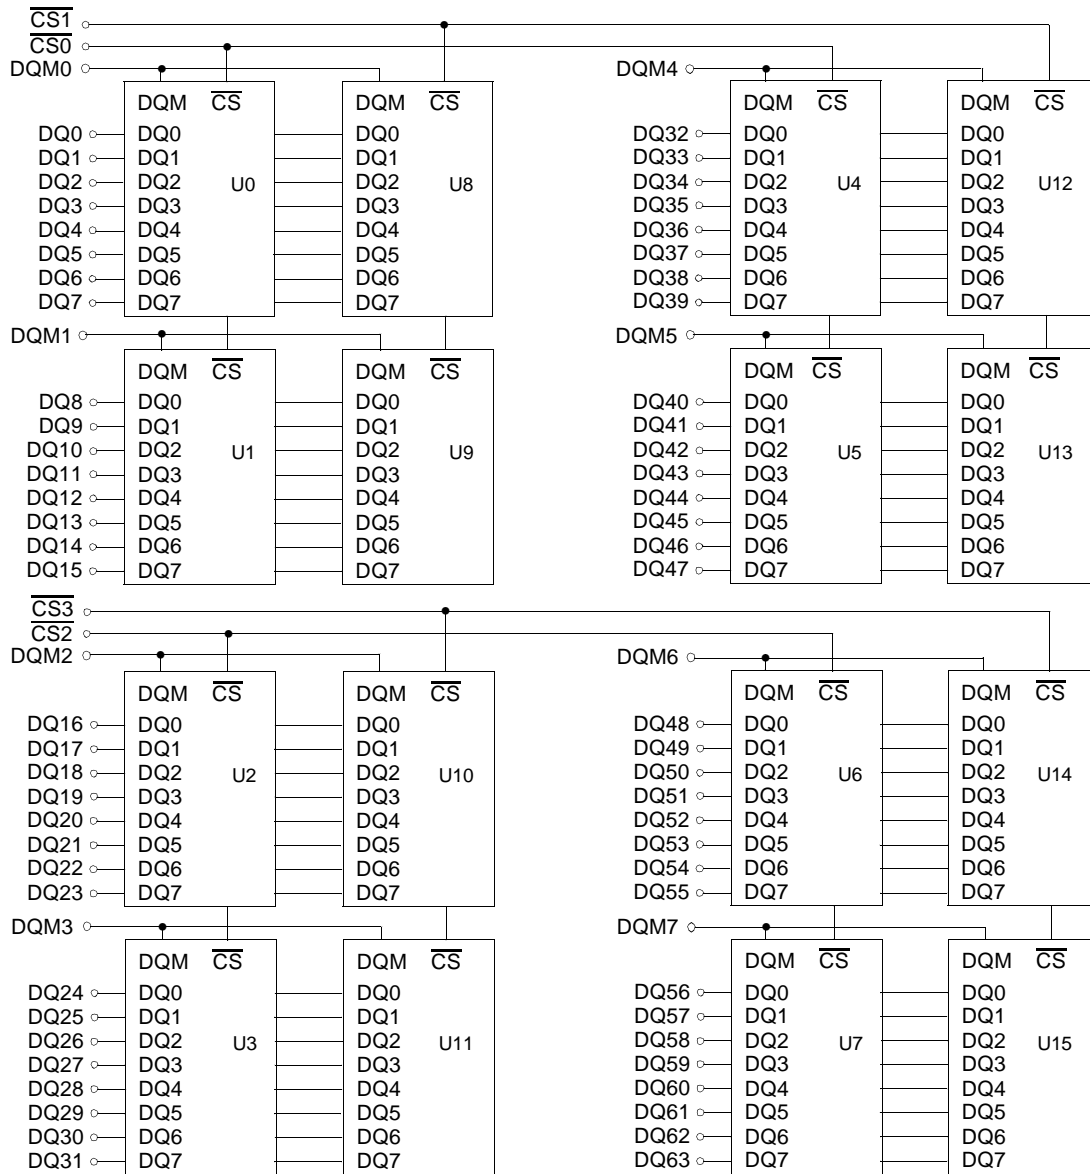 CS1
CS0
DQM0 DQM4
DQM CS DQM CS DQM CS DQM CS
DQ0 DQ0 DQ0 DQ32 DQ0 DQ0
DQ1 DQ1 DQ1 DQ33 DQ1 DQ1
DQ2 DQ2 U0 DQ2 U8 DQ34 DQ2 U4 DQ2 U12
DQ3 DQ3 DQ3 DQ35 DQ3 DQ3
DQ4 DQ4 DQ4 DQ36 DQ4 DQ4
DQ5 DQ5 DQ5 DQ37 DQ5 DQ5
DQ6 DQ6 DQ6 DQ38 DQ6 DQ6
DQ7 DQ7 DQ7 DQ39 DQ7 DQ7
DQM1 DQM5
DQM CS DQM CS DQM CS DQM CS
DQ8 DQ0 DQ0 DQ40 DQ0 DQ0
DQ9 DQ1 DQ1 DQ41 DQ1 DQ1
DQ10 DQ2 U1 DQ2 U9 DQ42 DQ2 U5 DQ2 U13
DQ11 DQ3 DQ3 DQ43 DQ3 DQ3
DQ12 DQ4 DQ4 DQ44 DQ4 DQ4
DQ13 DQ5 DQ5 DQ45 DQ5 DQ5
DQ14 DQ6 DQ6 DQ46 DQ6 DQ6
DQ15 DQ7 DQ7 DQ47 DQ7 DQ7
CS3
CS2
DQM2 DQM6
DQM CS DQM CS DQM CS DQM CS
DQ16 DQ0 DQ0 DQ48 DQ0 DQ0
DQ17 DQ1 DQ1 DQ49 DQ1 DQ1
DQ18 DQ2 U2 DQ2 U10 DQ50 DQ2 U6 DQ2 U14
DQ19 DQ3 DQ3 DQ51 DQ3 DQ3
DQ20 DQ4 DQ4 DQ52 DQ4 DQ4
DQ21 DQ5 DQ5 DQ53 DQ5 DQ5
DQ22 DQ6 DQ6 DQ54 DQ6 DQ6
DQ23 DQ7 DQ7 DQ55 DQ7 DQ7
DQM3 DQM7
DQM CS DQM CS DQM CS DQM CS
DQ24 DQ0 DQ0 DQ56 DQ0 DQ0
DQ25 DQ1 DQ1 DQ57 DQ1 DQ1
DQ26 DQ2 U3 DQ2 U11 DQ58 DQ2 U7 DQ2 U15
DQ27 DQ3 DQ3 DQ59 DQ3 DQ3
DQ28 DQ4 DQ4 DQ60 DQ4 DQ4
DQ29 DQ5 DQ5 DQ61 DQ5 DQ5
DQ30 DQ6 DQ6 DQ62 DQ6 DQ6
DQ31 DQ7 DQ7 DQ63 DQ7 DQ7